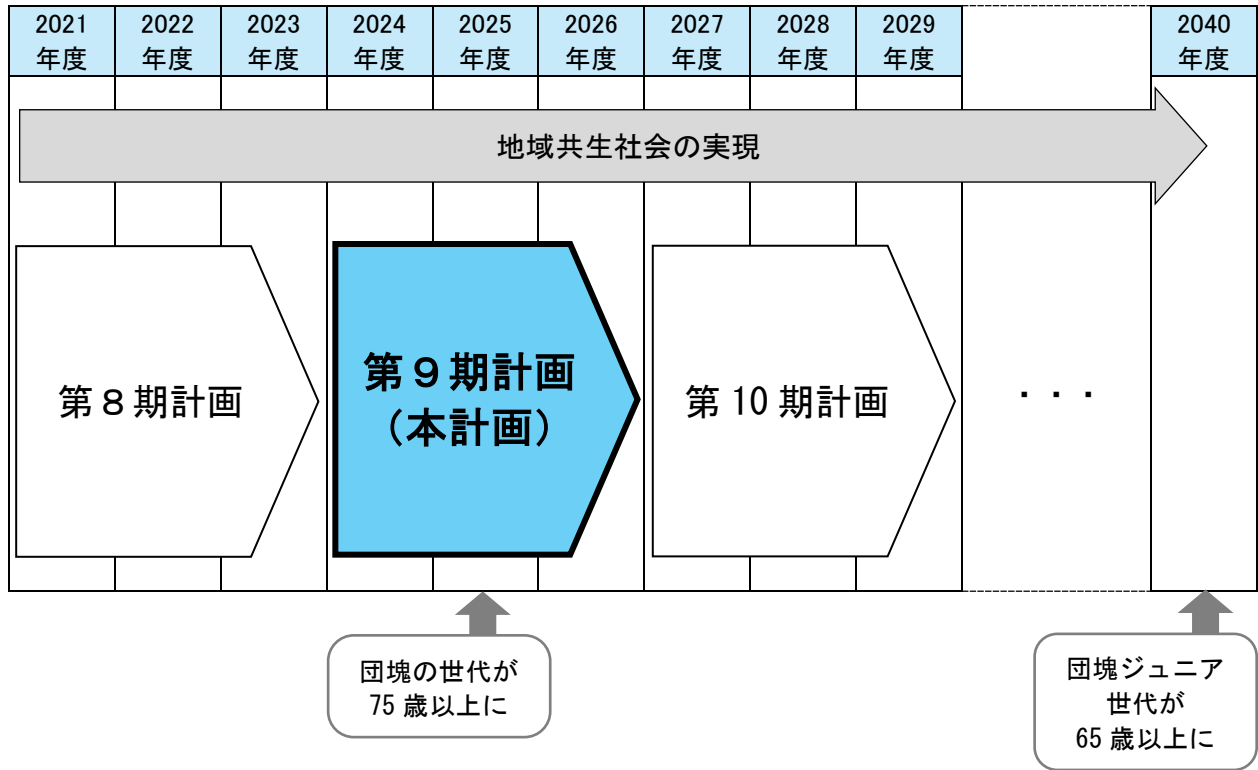 2021
年度
2022
年度
2023
年度
2024
年度
2025
年度
2026
年度
2027
年度
2028
年度
2029
年度
2040
年度
地域共生社会の実現
第８期計画
第９期計画
（本計画）
第 10 期計画
・・・
団塊の世代が
75 歳以上に
団塊ジュニア
世代が
65 歳以上に